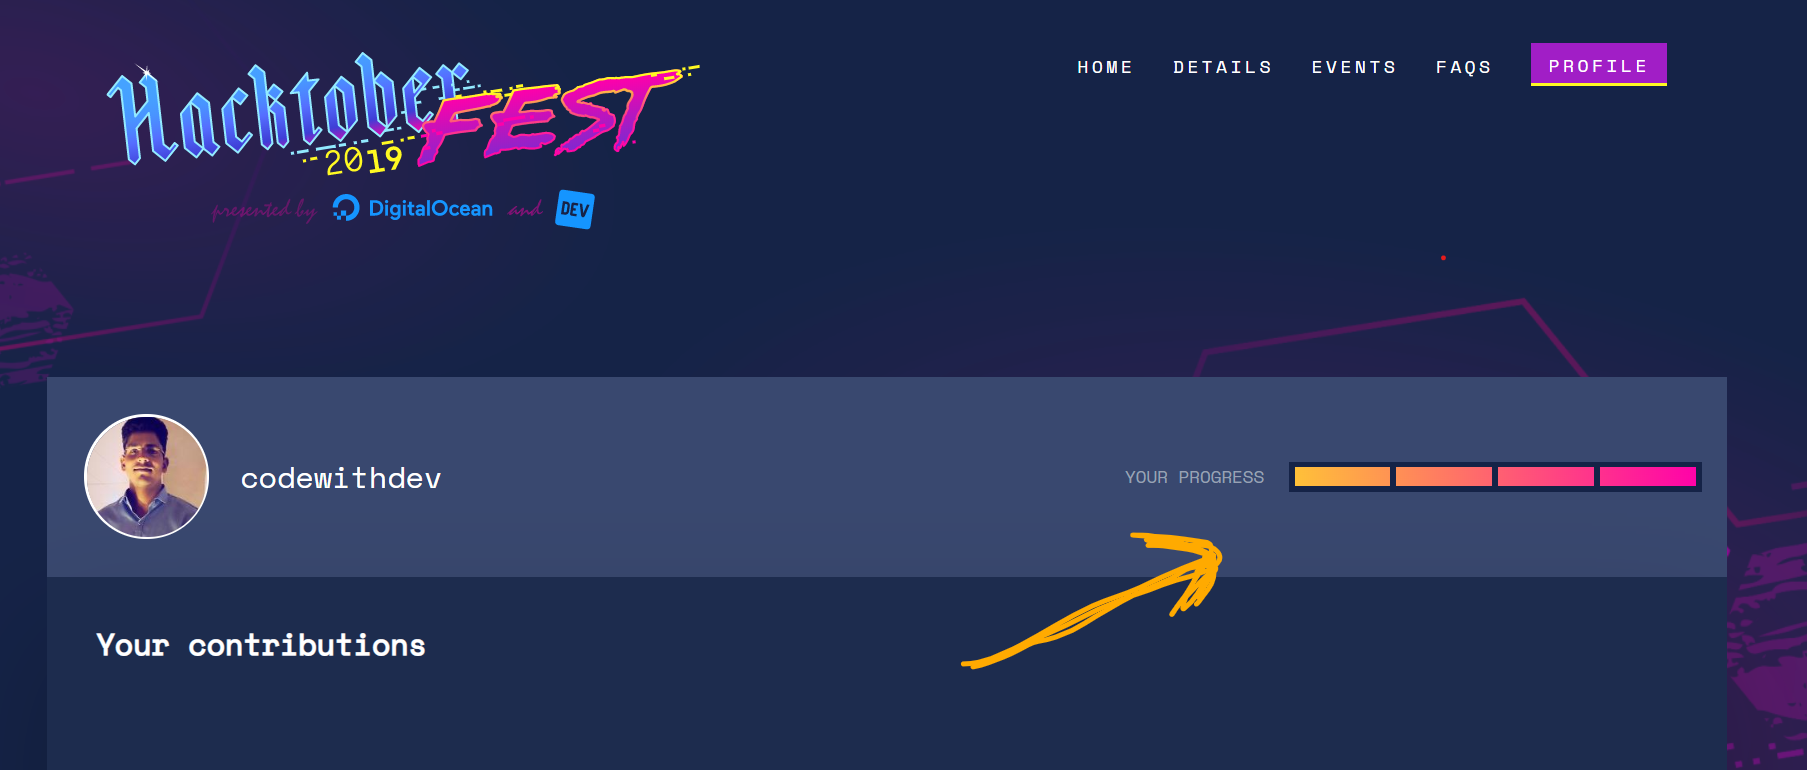 Hacktober FEST
2019
presented by DigitalOcean and DEV
HOME DETAILS EVENTS FAQS PROFILE
codewithdev
YOUR PROGRESS
Your contributions